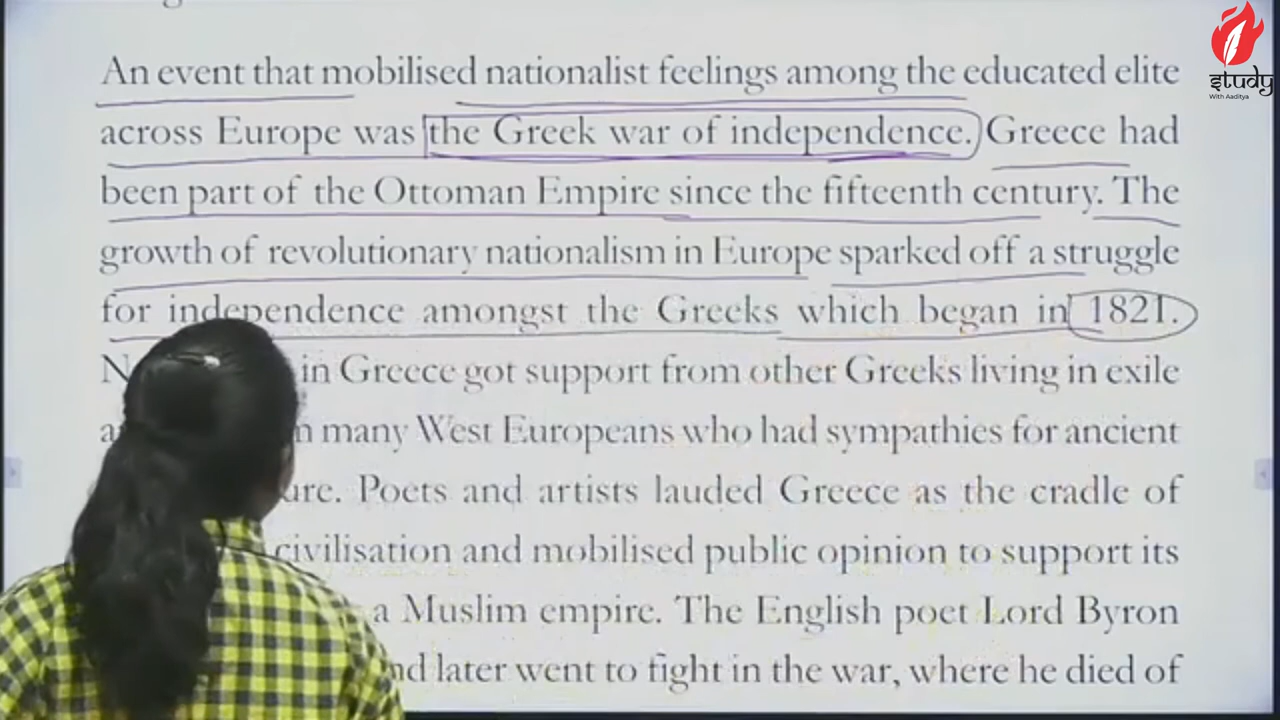 An event that mobilised nationalist feelings among the educated elite
across Europe was the Greek war of independence. Greece had
been part of the Ottoman Empire since the fifteenth century. The
growth of revolutionary nationalism in Europe sparked off a struggle
for independence amongst the Greeks which began in 1821.
in Greece got support from other Greeks living in exile
many West Europeans who had sympathies for ancient
Poets and artists lauded Greece as the cradle of
civilisation and mobilised public opinion to support its
a Muslim empire. The English poet Lord Byron
later went to fight in the war, where he died of
study
With Aaditya